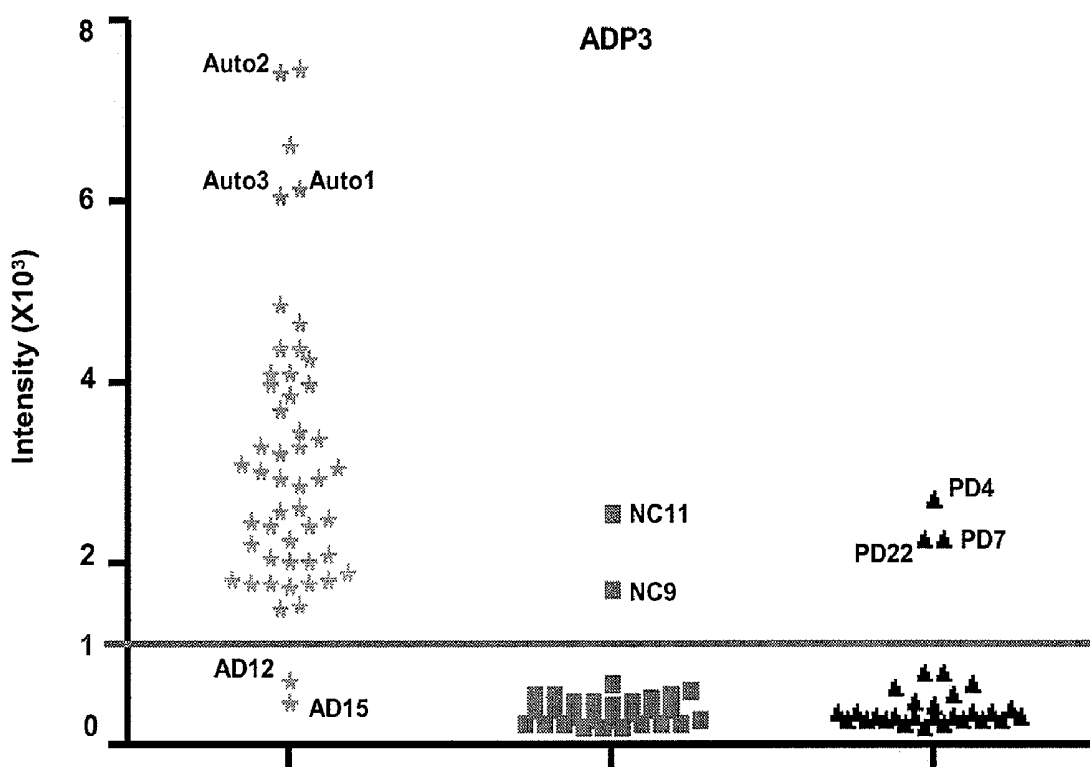 ADP3
8
Auto2
Auto3
Auto1
6
Intensity (X10³)
4
PD4
NC11
PD22
PD7
2
NC9
1
AD12
AD15
0